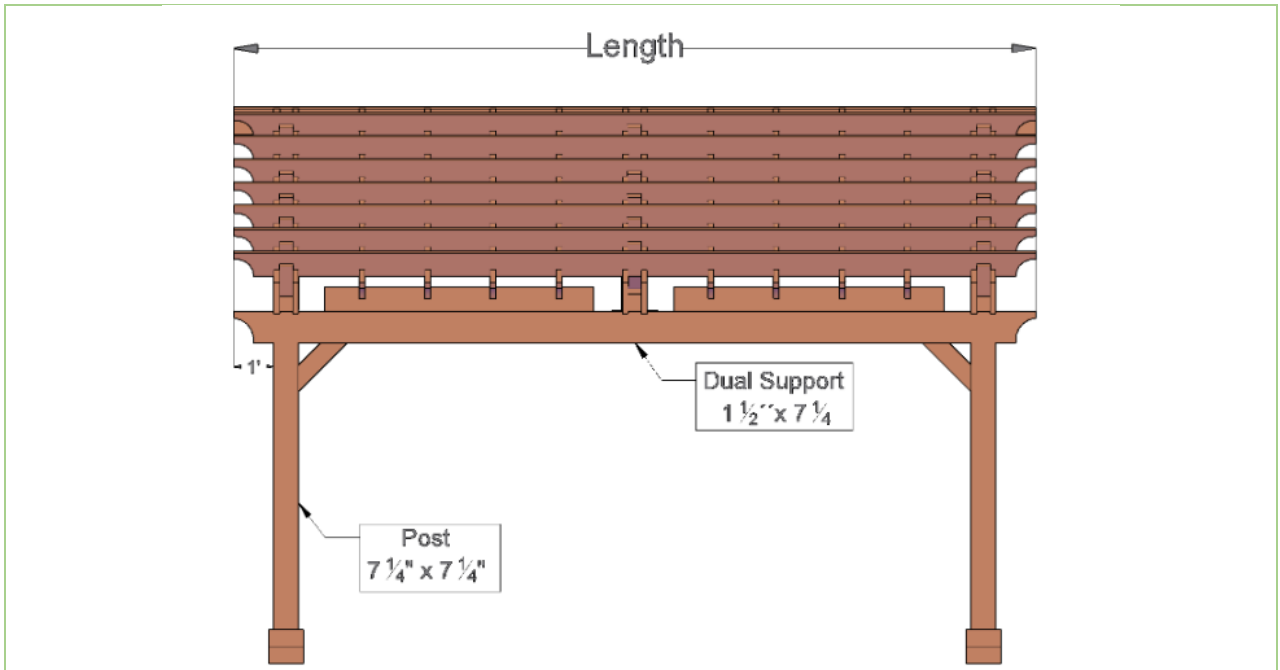 Length
1'
Dual Support
1 ½´´x 7 ¼
Post
7 ¼" x 7 ¼"